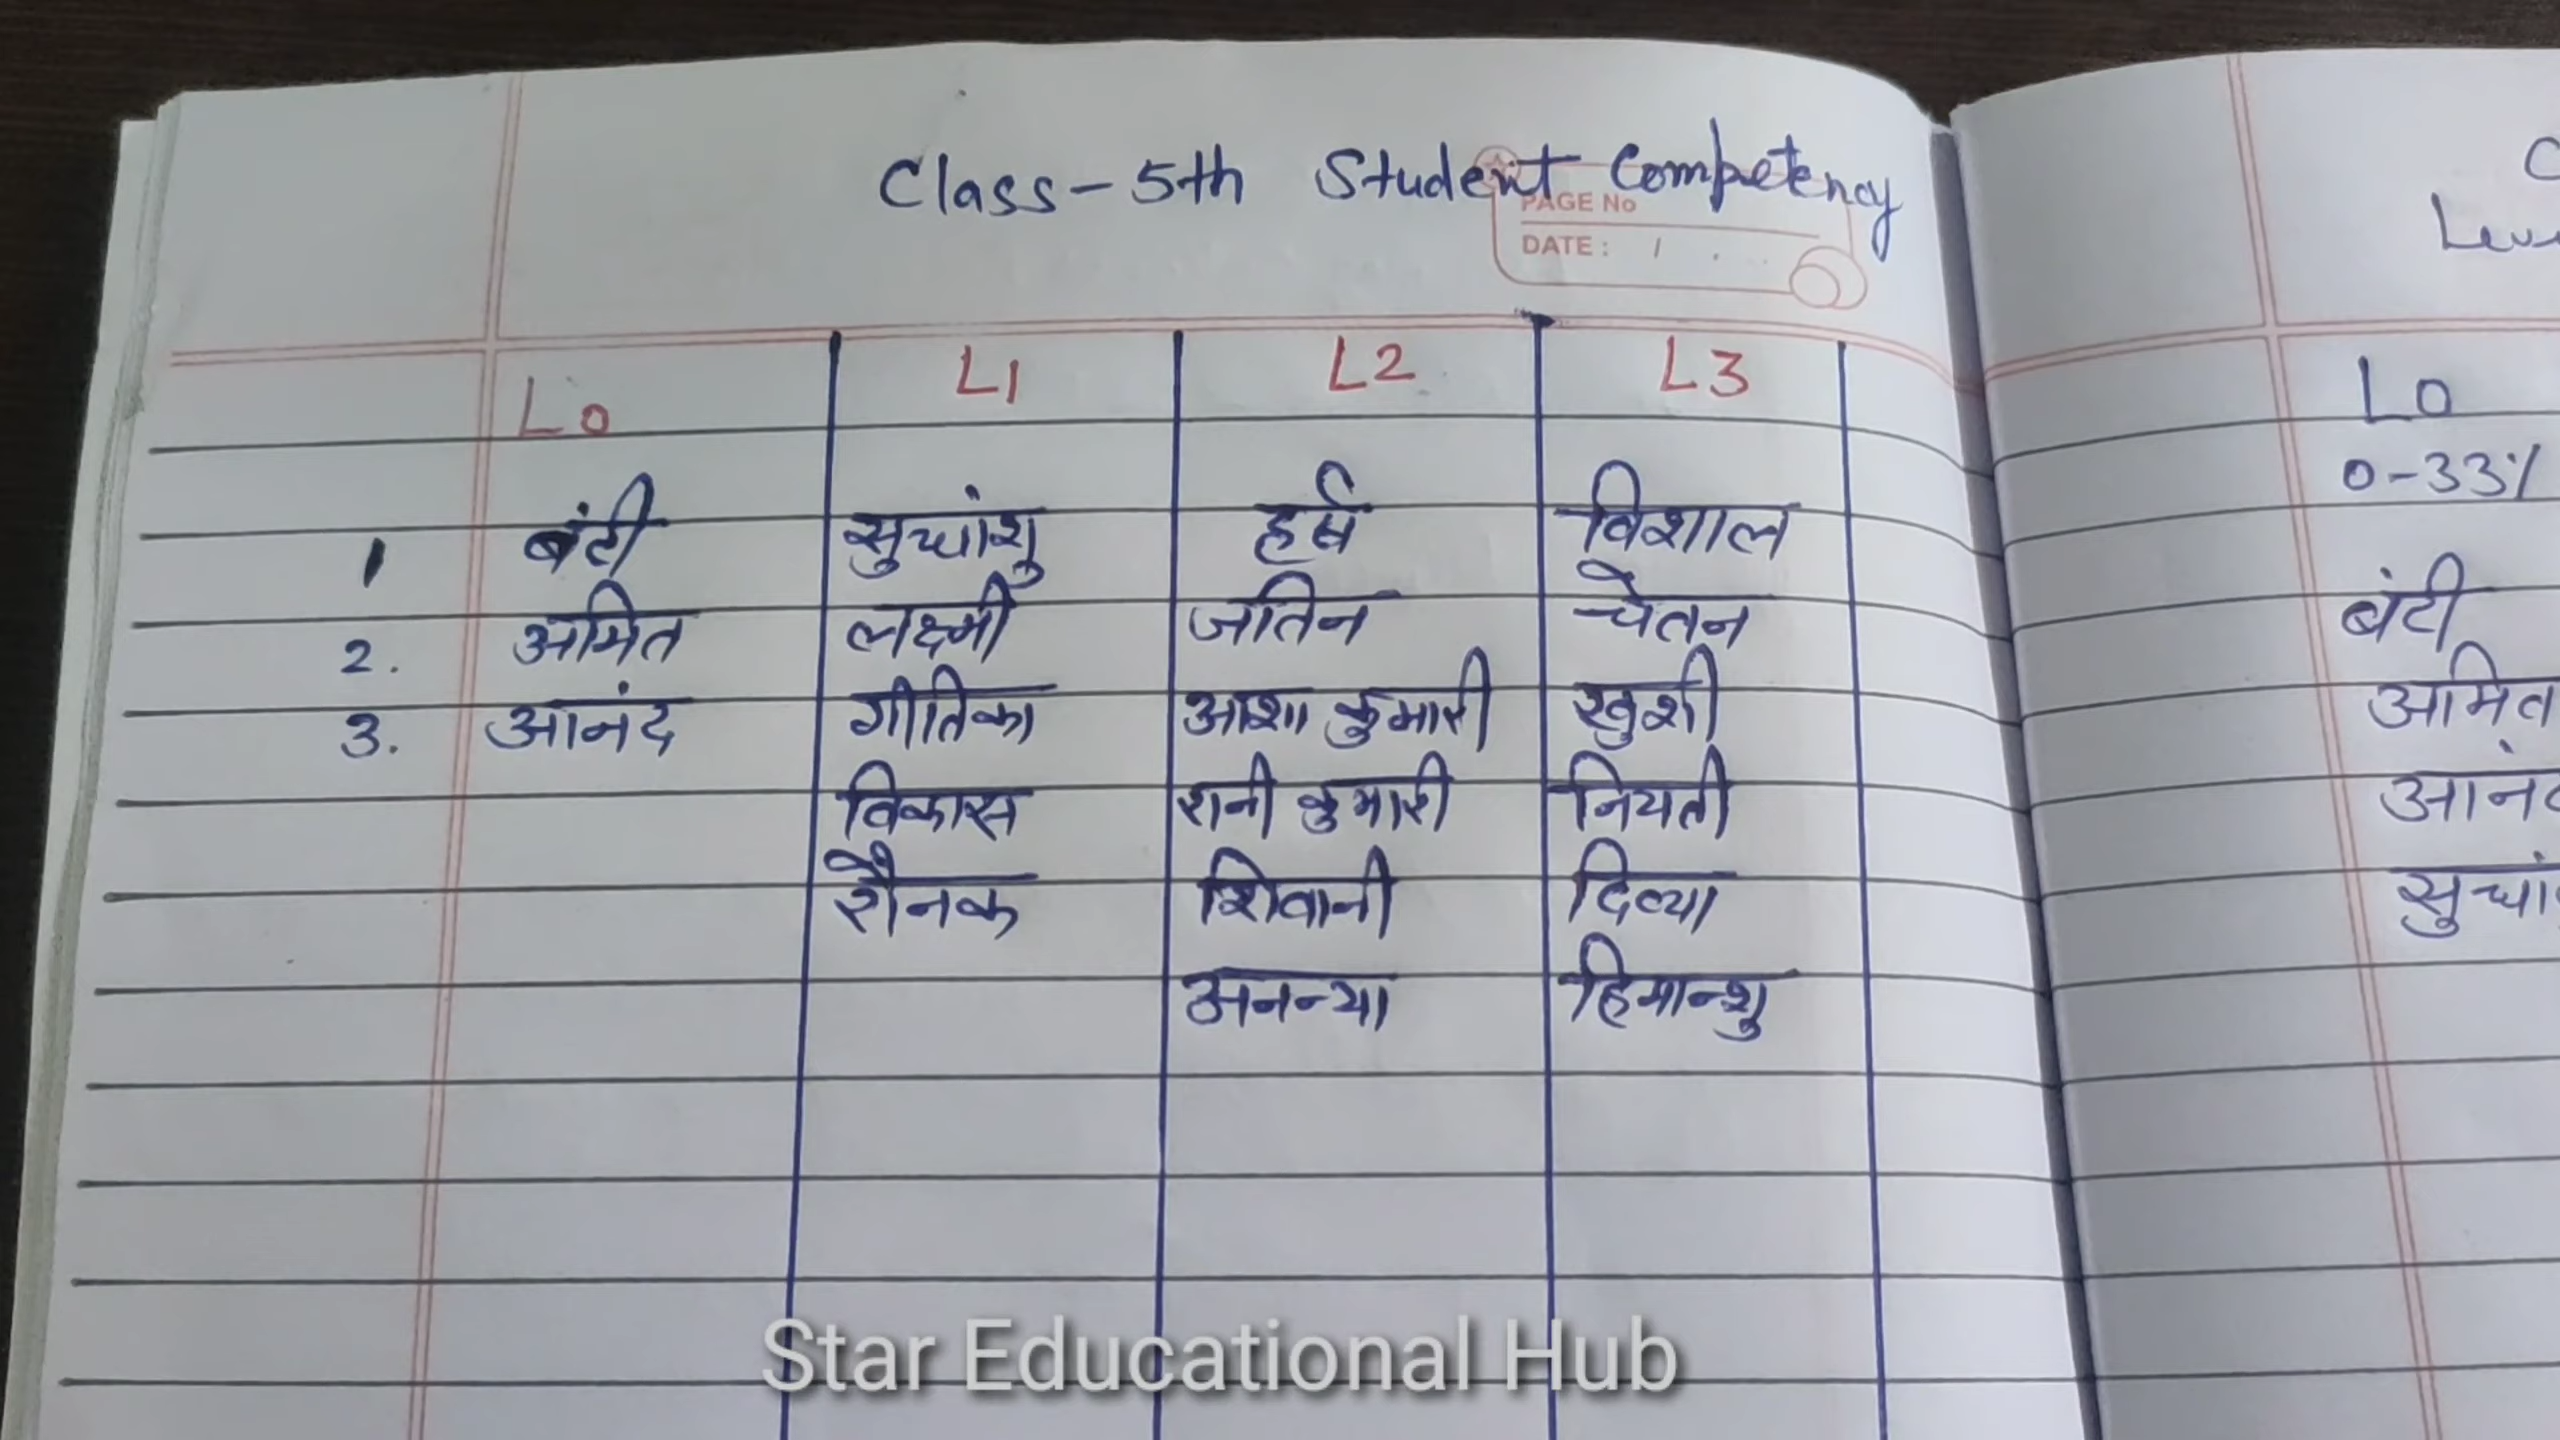 Class-5th Student Competency
PAGE No
DATE: /
L0 L1 L2 L3
1 बंटी सुधांशु हर्ष विशाल
2. अमित लक्ष्मी जतिन चेतन
3. आनंद गीतिका आशा कुमारी खुशी
विकास रानी कुमारी नियती
रौनक शिवानी दिव्या
अनन्या हिमान्शु
L0
0-33%
बंटी
अमित
Star Educational Hub